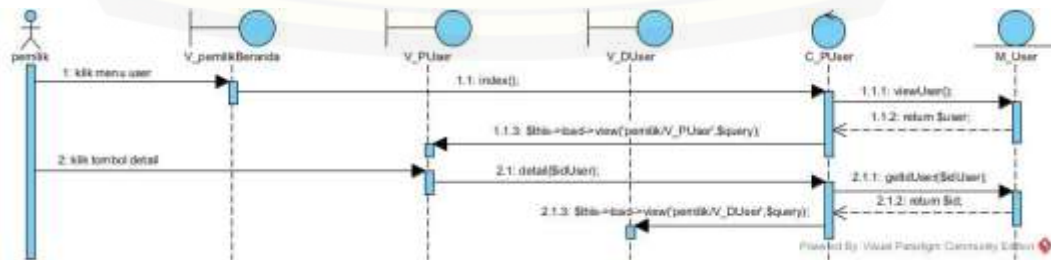 pemilik
V_pemilikBeranda
V_PUser
V_DUser
C_PUser
M_User
1: klik menu user
1.1: index();
1.1.1: viewUser();
1.1.2: return $user;
1.1.3: $this->load->view('pemilik/V_PUser',$query);
2: klik tombol detail
2.1: detail($idUser);
2.1.1: getIdUser($idUser);
2.1.2: return $id;
2.1.3: $this->load->view('pemilik/V_DUser',$query);
Powered By Visual Paradigm Community Edition